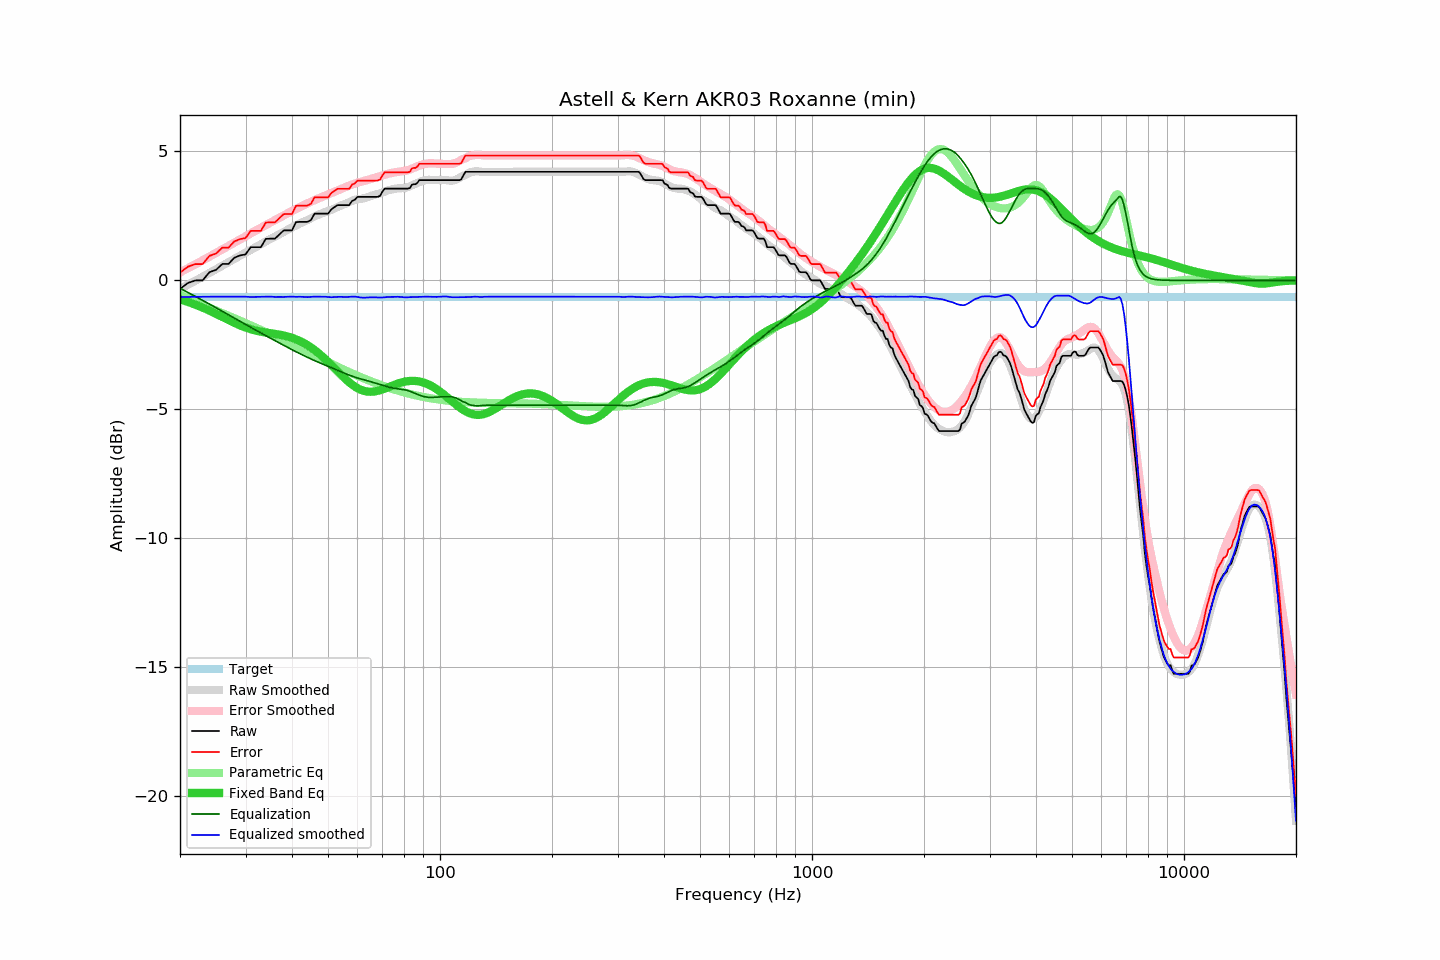 Astell & Kern AKR03 Roxanne (min)
5
0
−5
−10
−15
−20
Amplitude (dBr)
Target
Raw Smoothed
Error Smoothed
Raw
Error
Parametric Eq
Fixed Band Eq
Equalization
Equalized smoothed
100
1000
10000
Frequency (Hz)